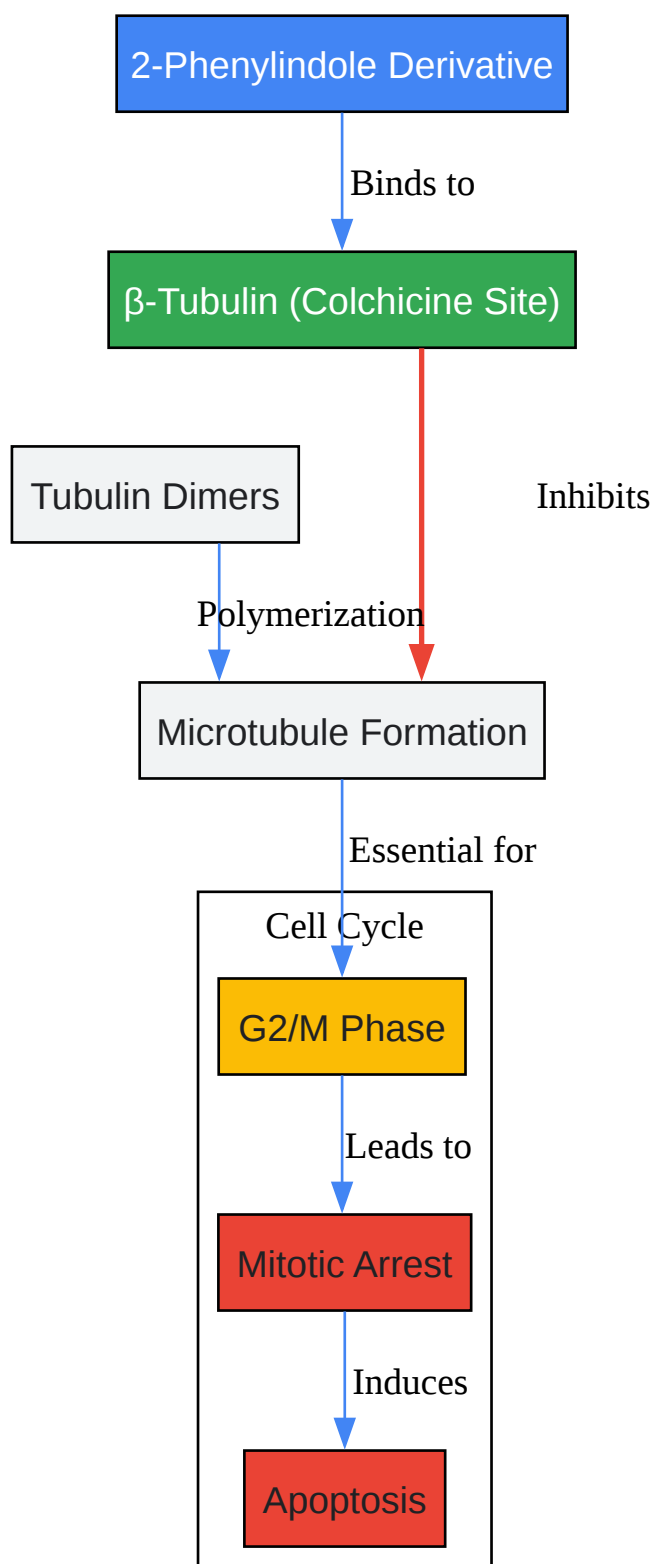 2-Phenylindole Derivative
Binds to
β-Tubulin (Colchicine Site)
Tubulin Dimers
Inhibits
Polymerization
Microtubule Formation
Essential for
Cell Cycle
G2/M Phase
Leads to
Mitotic Arrest
Induces
Apoptosis